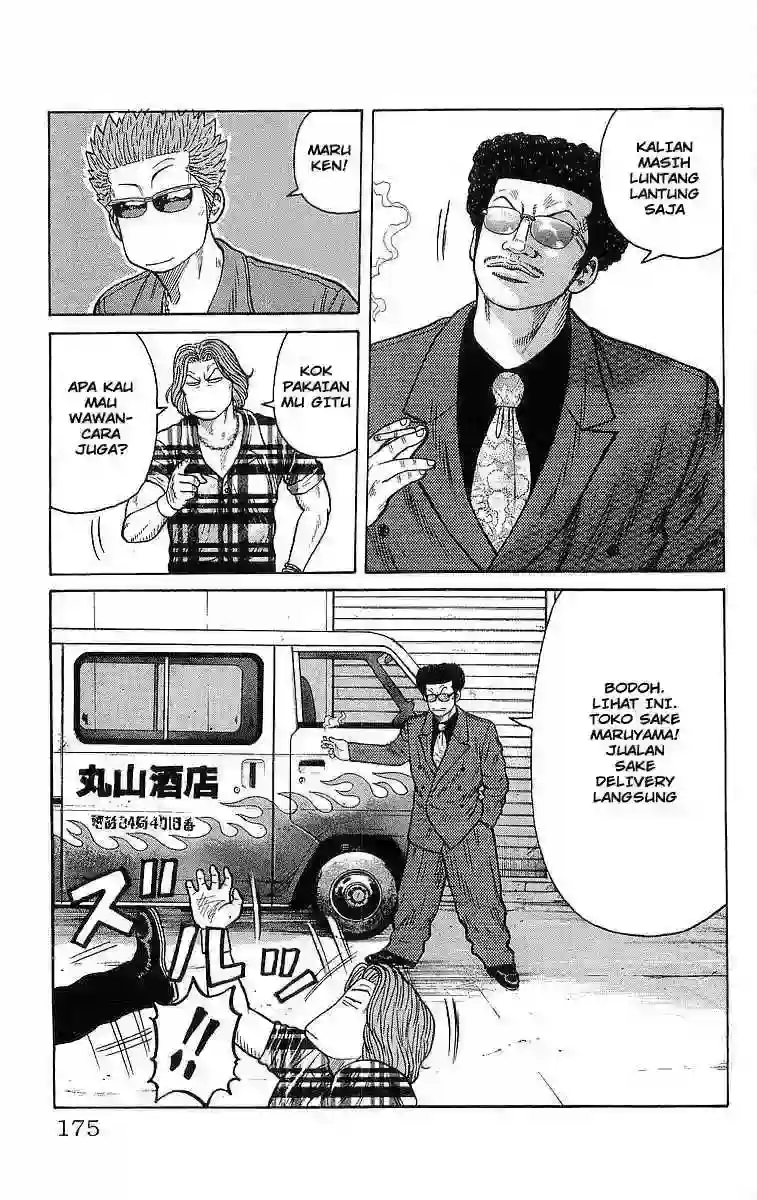 KALIAN
MASIH
LUNTANG
LANTUNG
SAJA
MARU
KEN!
KOK
PAKAIAN
MU GITU
APA KAU
MAU
WAWAN-
CARA
JUGA?
BODOH.
LIHAT INI.
TOKO SAKE
MARUYAMA!
JUALAN
SAKE
DELIVERY
LANGSUNG
丸山酒店
ズルッ
!!
175